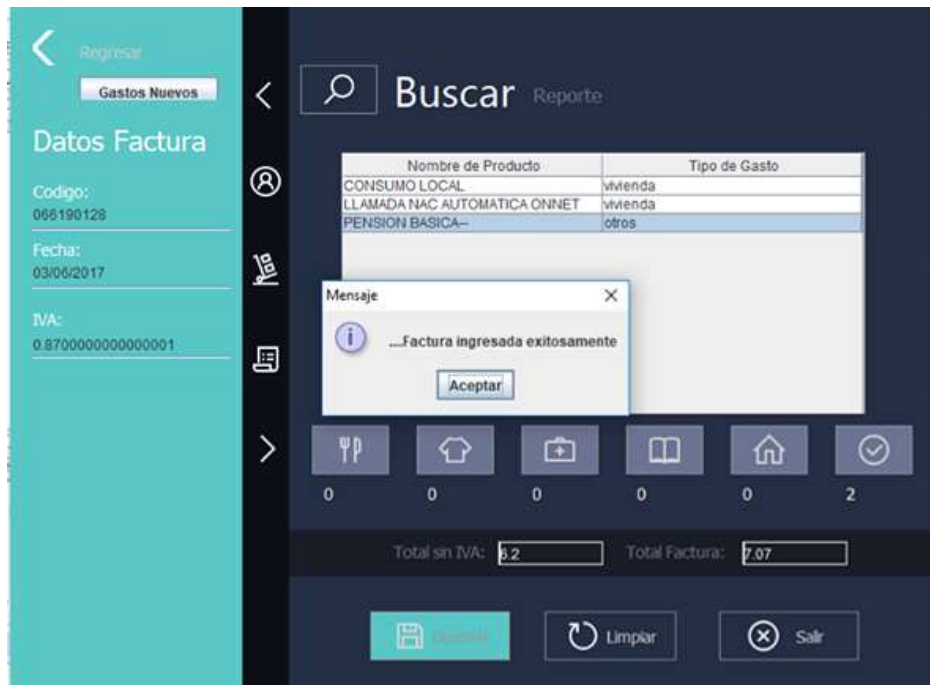 Regresar
Gastos Nuevos
Datos Factura
Codigo:
066190128
Fecha:
03/06/2017
IVA:
0.8700000000000001
Buscar Reporte
Nombre de Producto Tipo de Gasto
CONSUMO LOCAL vivienda
LLAMADA NAC AUTOMATICA ONNET vivienda
PENSION BASICA-- otros
Mensaje
i
....Factura ingresada exitosamente
Aceptar
0 0 0 0 0 2
Total sin IVA: 6.2 Total Factura: 7.07
Guardar Limpiar Salir